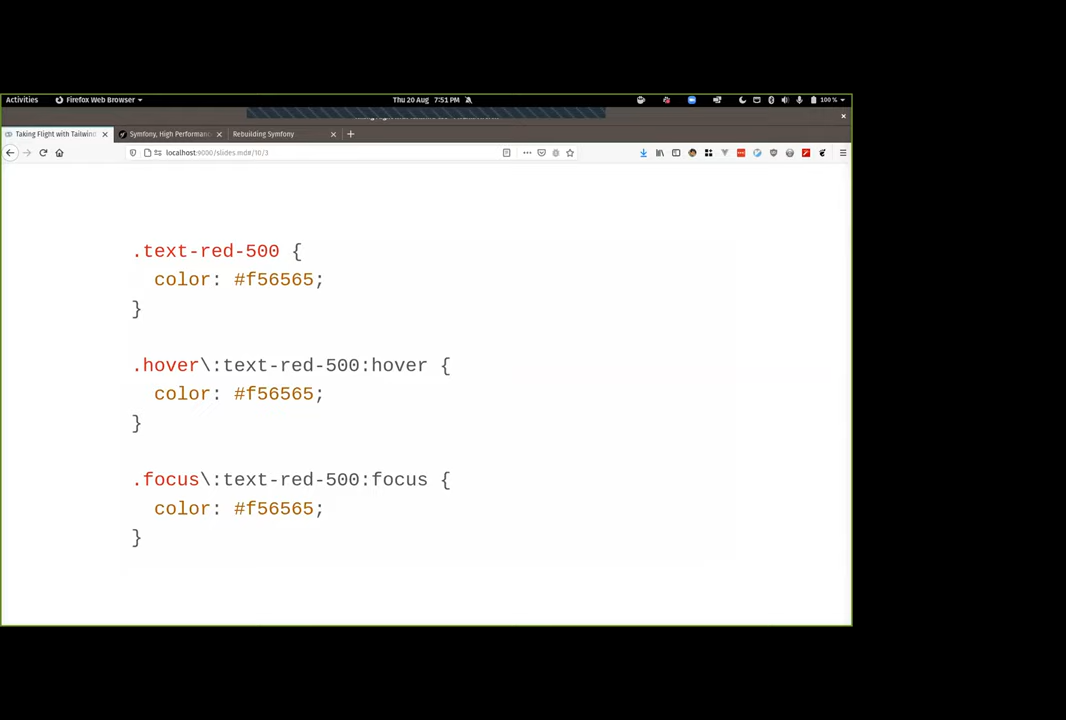 Activities Firefox Web Browser Thu 20 Aug 7:51 PM 100 %
Taking Flight with Tailwind Symfony, High Performanc Rebuilding Symfony
localhost:9000/slides.md#/10/3
.text-red-500 {
  color: #f56565;
}
.hover\:text-red-500:hover {
  color: #f56565;
}
.focus\:text-red-500:focus {
  color: #f56565;
}